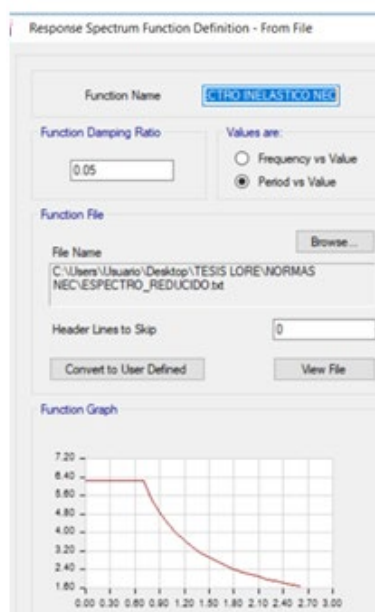 Response Spectrum Function Definition - From File
Function Name
CTRO INELASTICO NEC
Function Damping Ratio
Values are:
0.05
Frequency vs Value
Period vs Value
Function File
Browse...
File Name
C:\Users\Usuario\Desktop\TESIS LORE\NORMAS
NEC\ESPECTRO_REDUCIDO.txt
Header Lines to Skip
0
Convert to User Defined
View File
Function Graph
7.20
6.40
5.60
4.80
4.00
3.20
2.40
1.60
0.00 0.30 0.60 0.90 1.20 1.50 1.80 2.10 2.40 2.70 3.00